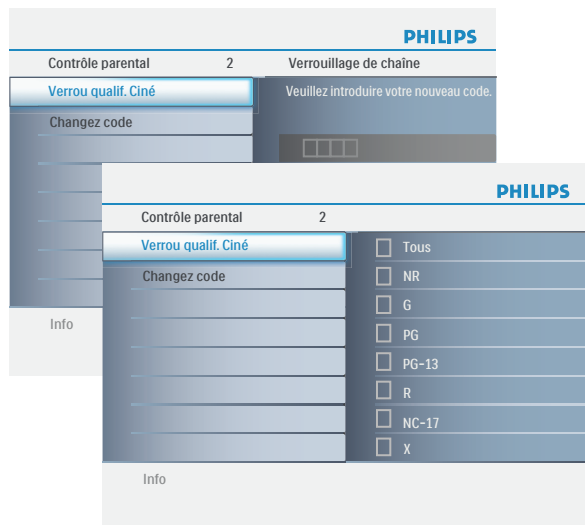 PHILIPS
Contrôle parental 2 Verrouillage de chaîne
Verrou qualif. Ciné Veuillez introduire votre nouveau code.
Changez code
Info
PHILIPS
Contrôle parental 2
Verrou qualif. Ciné Tous
Changez code NR
G
PG
PG-13
R
NC-17
X
Info